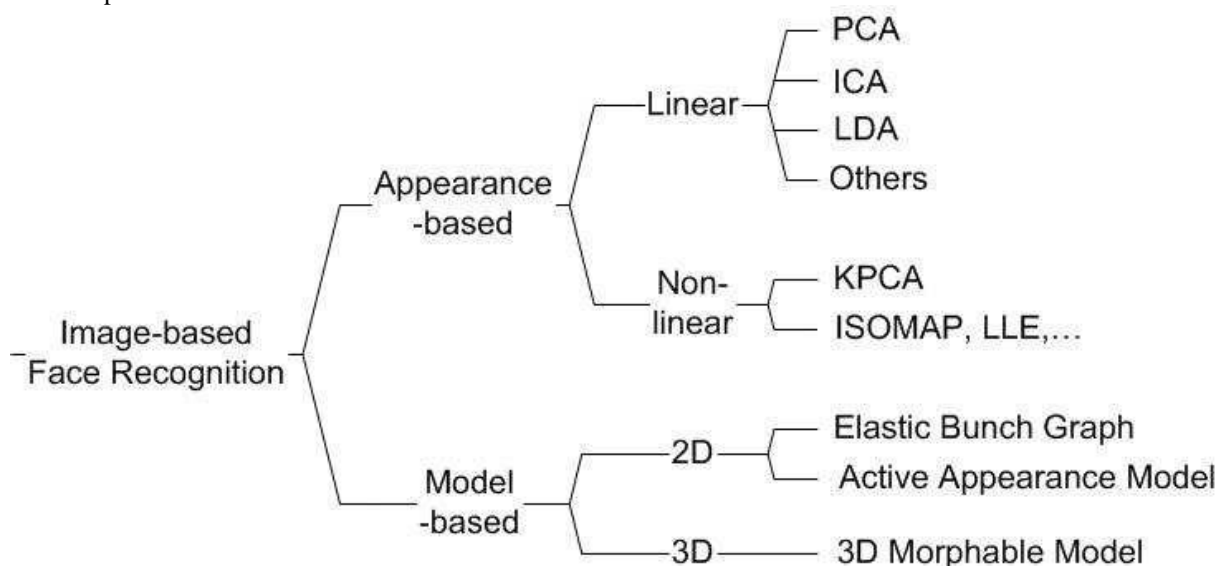 PCA
ICA
Linear
LDA
Others
Appearance
-based
KPCA
Non-
linear
ISOMAP, LLE,...
Image-based
Face Recognition
Elastic Bunch Graph
2D
Active Appearance Model
Model
-based
3D
3D Morphable Model